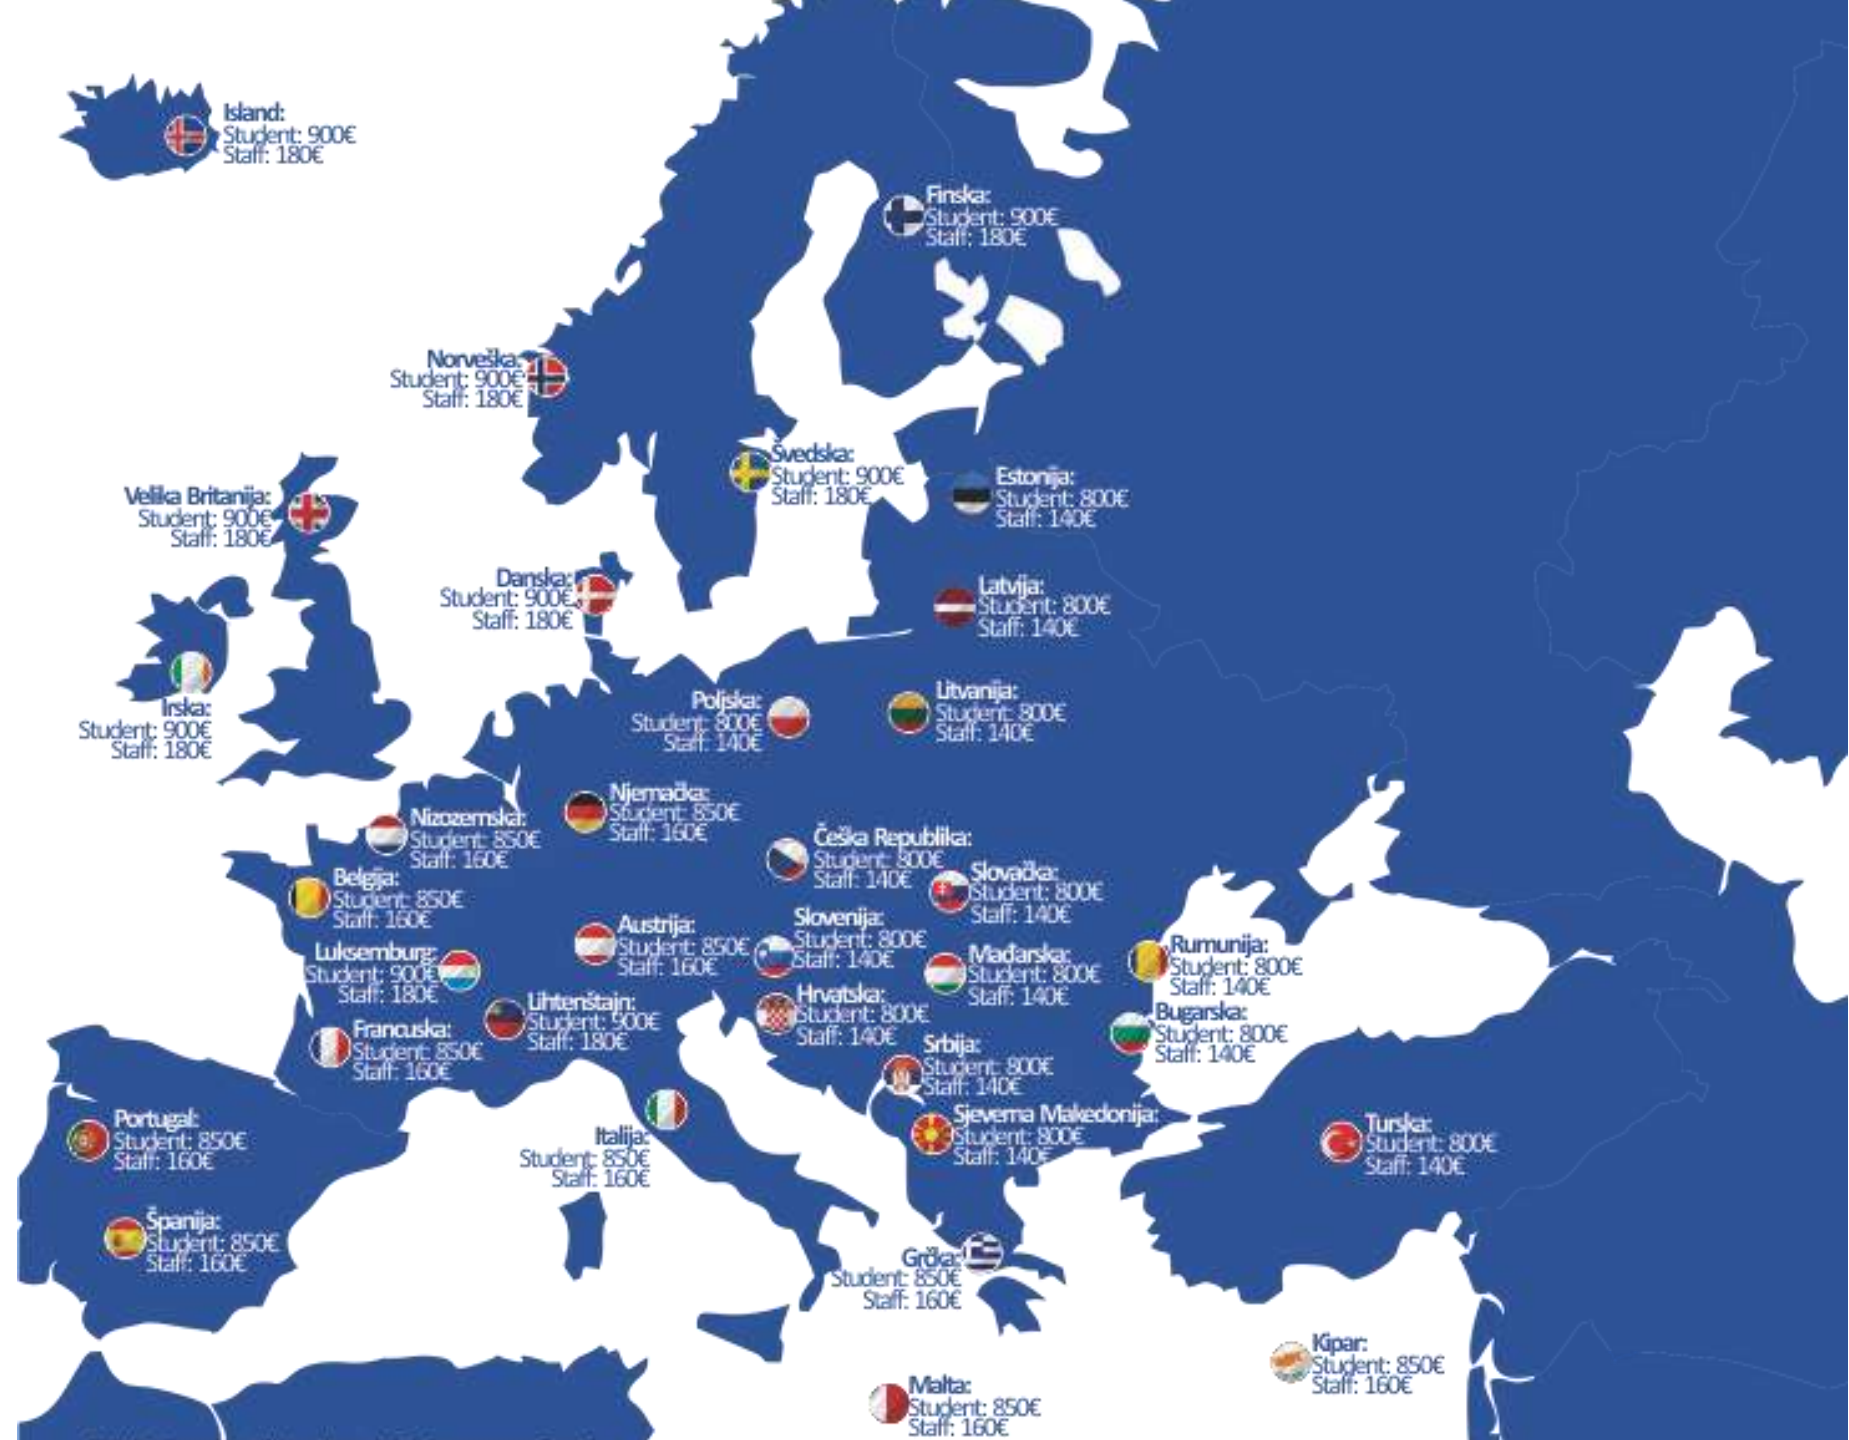 Island:
Student: 900€
Staff: 180€
Finska:
Student: 900€
Staff: 180€
Norveška:
Student: 900€
Staff: 180€
Švedska:
Student: 900€
Staff: 180€
Estonija:
Student: 800€
Staff: 140€
Velika Britanija:
Student: 900€
Staff: 180€
Danska:
Student: 900€
Staff: 180€
Latvija:
Student: 800€
Staff: 140€
Irska:
Student: 900€
Staff: 180€
Poljska:
Student: 800€
Staff: 140€
Litvanija:
Student: 800€
Staff: 140€
Njemačka:
Student: 850€
Staff: 160€
Nizozemska:
Student: 850€
Staff: 160€
Češka Republika:
Student: 800€
Staff: 140€
Slovačka:
Student: 800€
Staff: 140€
Belgija:
Student: 850€
Staff: 160€
Austrija:
Student: 850€
Staff: 160€
Slovenija:
Student: 800€
Staff: 140€
Luksemburg:
Student: 900€
Staff: 180€
Mađarska:
Student: 800€
Staff: 140€
Rumunija:
Student: 800€
Staff: 140€
Lihtenštajn:
Student: 900€
Staff: 180€
Hrvatska:
Student: 800€
Staff: 140€
Bugarska:
Student: 800€
Staff: 140€
Francuska:
Student: 850€
Staff: 160€
Srbija:
Student: 800€
Staff: 140€
Portugal:
Student: 850€
Staff: 160€
Italija:
Student: 850€
Staff: 160€
Sjeverna Makedonija:
Student: 800€
Staff: 140€
Turska:
Student: 800€
Staff: 140€
Španija:
Student: 850€
Staff: 160€
Grčka:
Student: 850€
Staff: 160€
Kipar:
Student: 850€
Staff: 160€
Malta:
Student: 850€
Staff: 160€